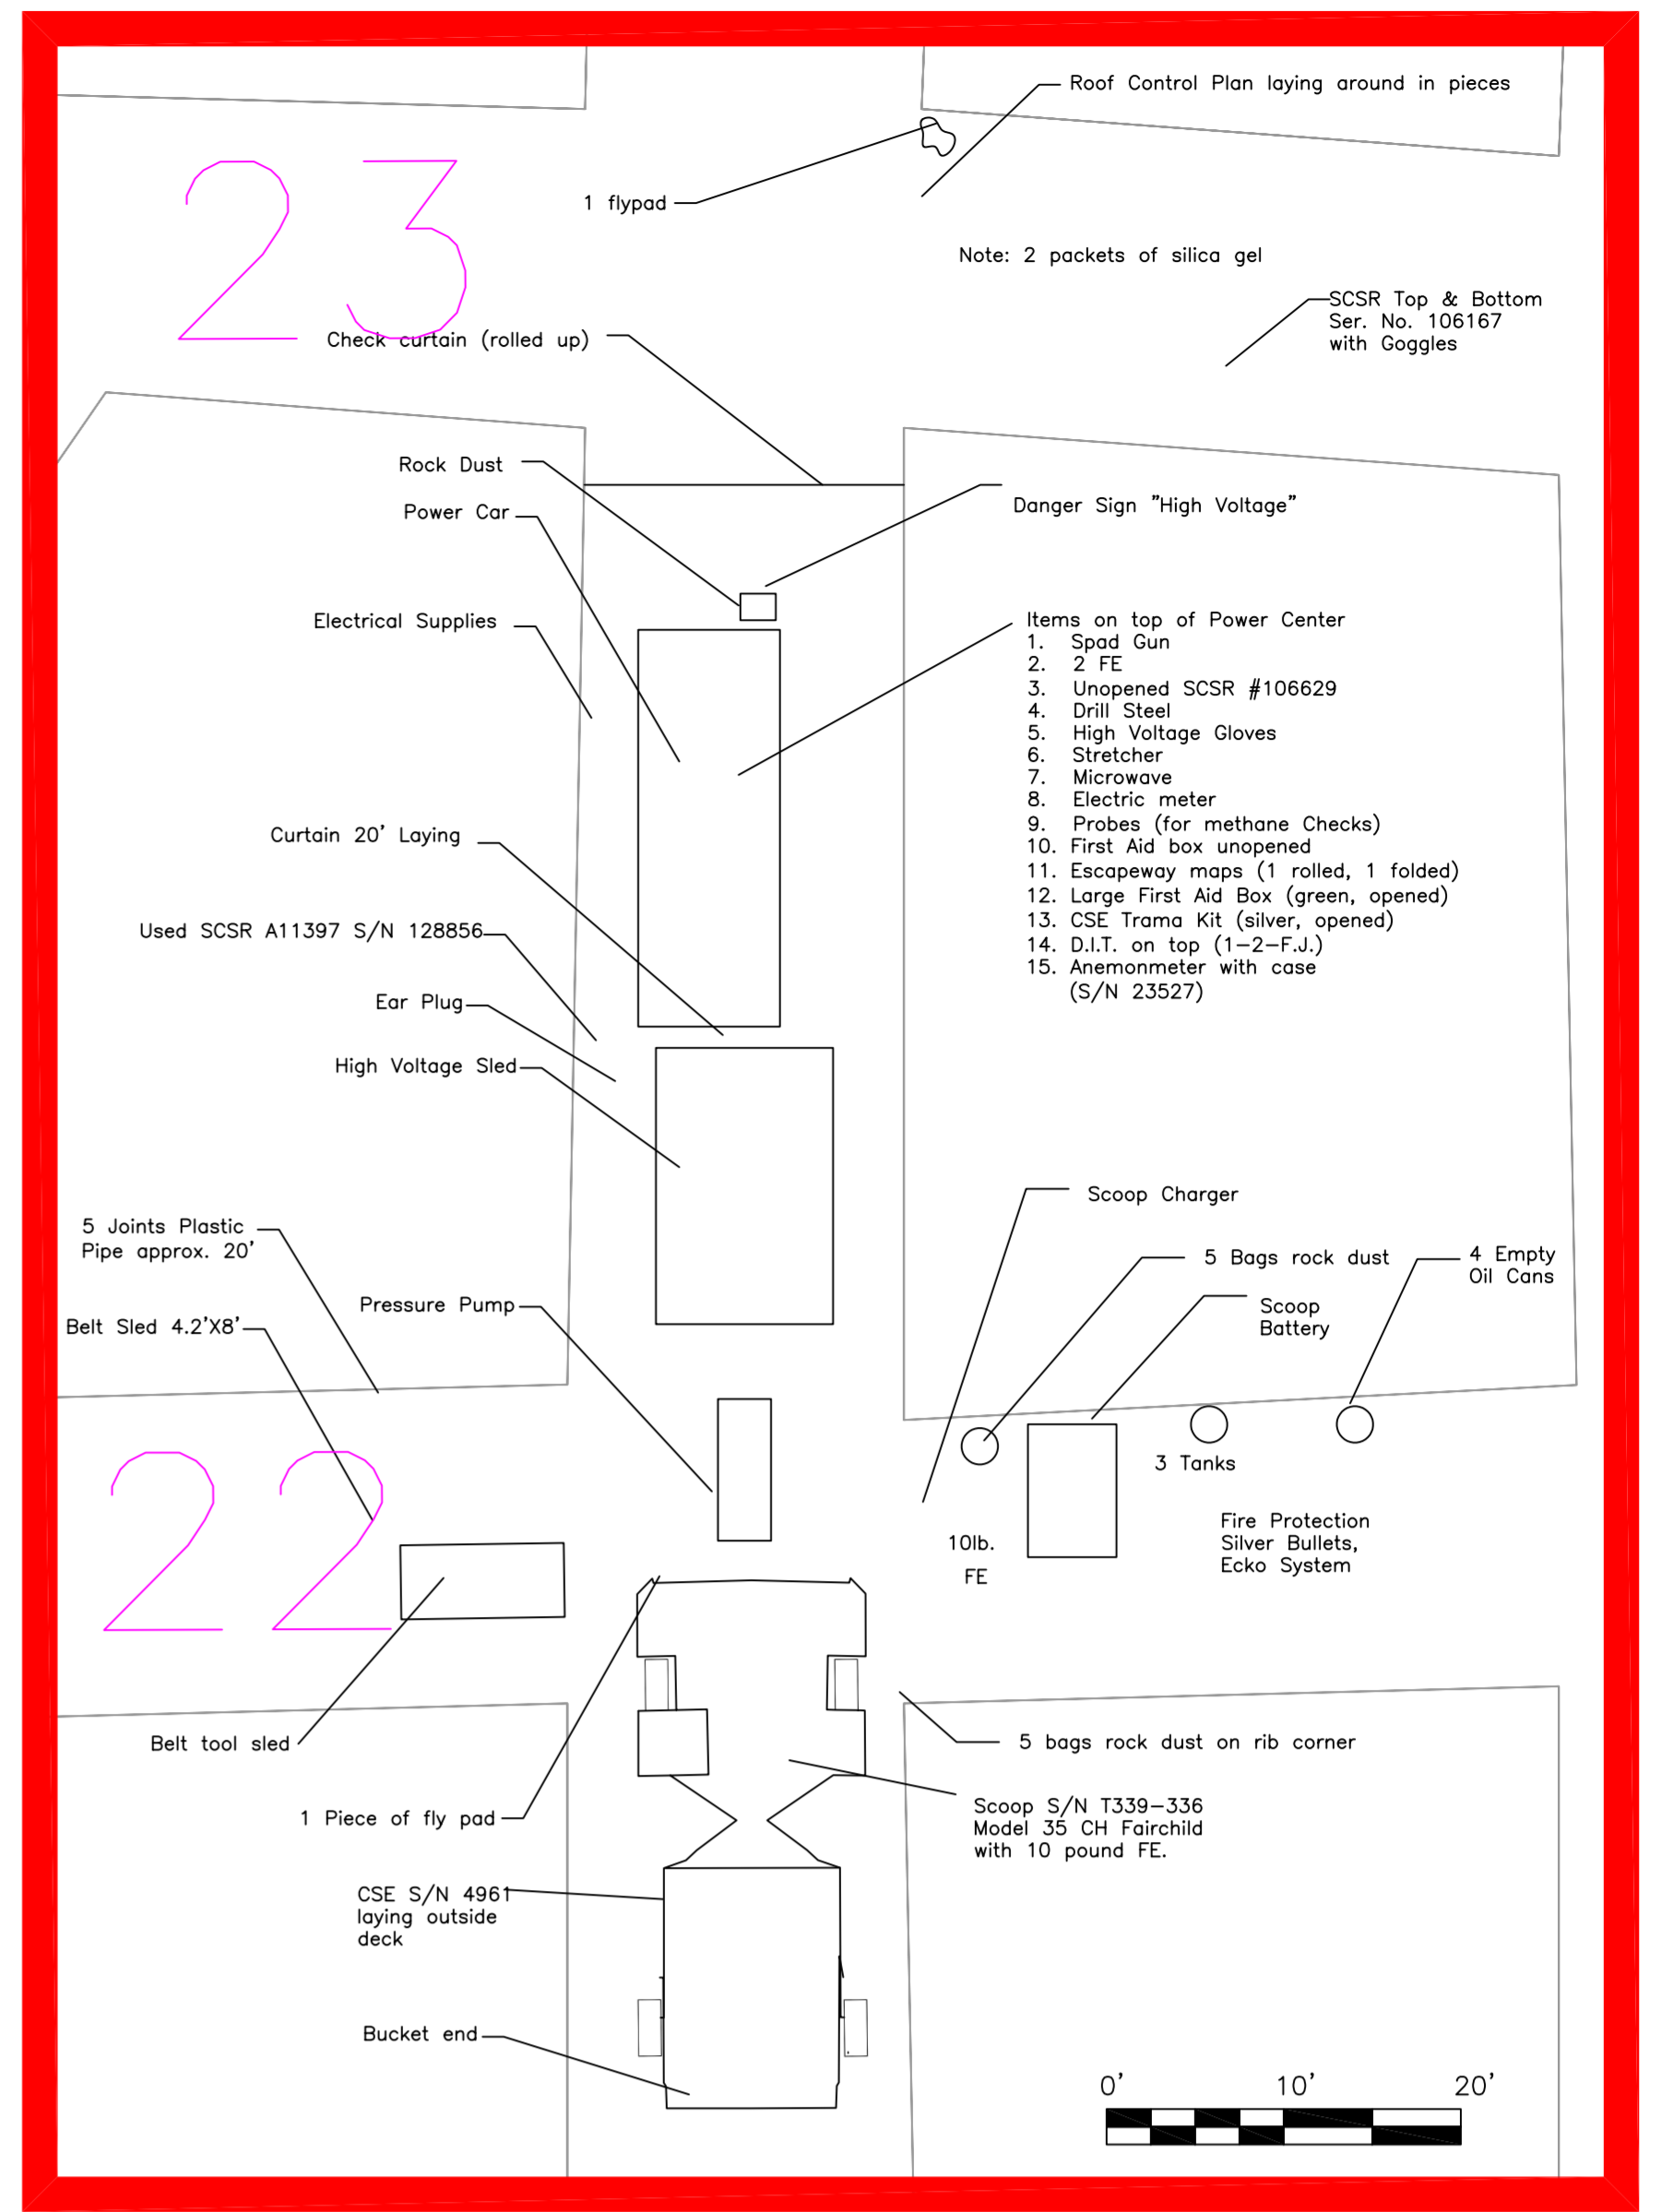 Roof Control Plan laying around in pieces
1 flypad
23
Note: 2 packets of silica gel
SCSR Top & Bottom
Ser. No. 106167
with Goggles
Check curtain (rolled up)
Rock Dust
Power Car
Danger Sign "High Voltage"
Electrical Supplies
Items on top of Power Center
1. Spad Gun
2. 2 FE
3. Unopened SCSR #106629
4. Drill Steel
5. High Voltage Gloves
6. Stretcher
7. Microwave
8. Electric meter
9. Probes (for methane Checks)
10. First Aid box unopened
11. Escapeway maps (1 rolled, 1 folded)
12. Large First Aid Box (green, opened)
13. CSE Trama Kit (silver, opened)
14. D.I.T. on top (1-2-F.J.)
15. Anemonmeter with case
(S/N 23527)
Curtain 20' Laying
Used SCSR A11397 S/N 128856
Ear Plug
High Voltage Sled
Scoop Charger
5 Joints Plastic
Pipe approx. 20'
5 Bags rock dust
4 Empty
Oil Cans
Pressure Pump
Scoop
Battery
Belt Sled 4.2'X8'
22
3 Tanks
10lb.
FE
Fire Protection
Silver Bullets,
Ecko System
Belt tool sled
5 bags rock dust on rib corner
1 Piece of fly pad
Scoop S/N T339-336
Model 35 CH Fairchild
with 10 pound FE.
CSE S/N 4961
laying outside
deck
Bucket end
0' 10' 20'